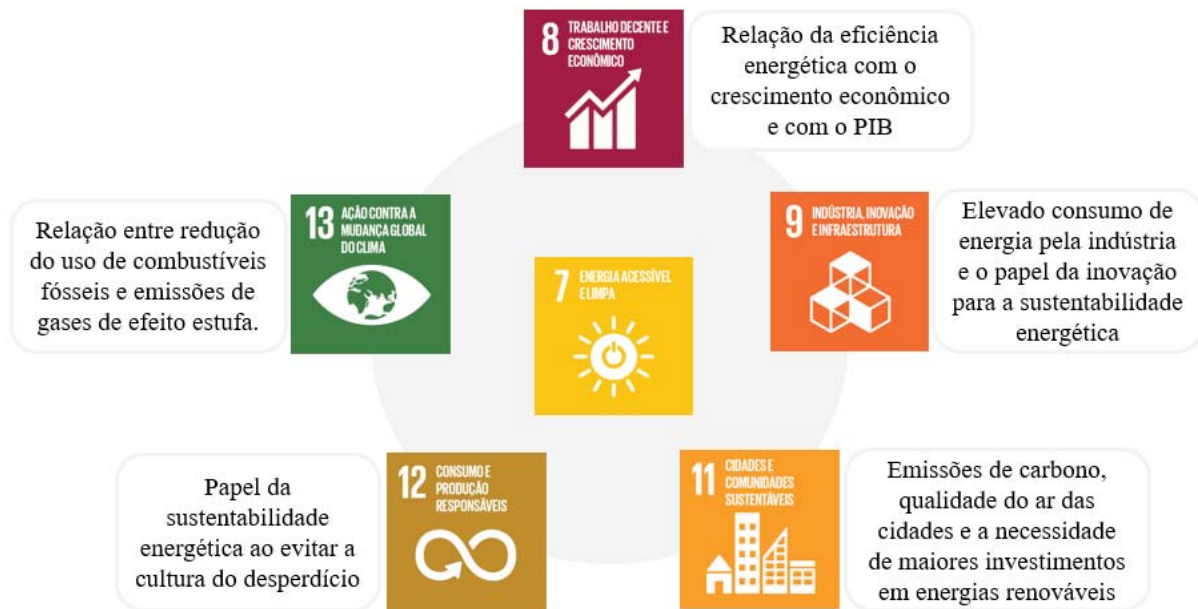 8 TRABALHO DECENTE E
CRESCIMENTO
ECONÔMICO
Relação da eficiência
energética com o
crescimento econômico
e com o PIB
Relação entre redução
do uso de combustíveis
fósseis e emissões de
gases de efeito estufa.
13 AÇÃO CONTRA A
MUDANÇA GLOBAL
DO CLIMA
7 ENERGIA ACESSÍVEL
E LIMPA
9 INDÚSTRIA, INOVAÇÃO
E INFRAESTRUTURA
Elevado consumo de
energia pela indústria
e o papel da inovação
para a sustentabilidade
energética
Papel da
sustentabilidade
energética ao evitar a
cultura do desperdício
12 CONSUMO E
PRODUÇÃO
RESPONSÁVEIS
11 CIDADES E
COMUNIDADES
SUSTENTÁVEIS
Emissões de carbono,
qualidade do ar das
cidades e a necessidade
de maiores investimentos
em energias renováveis